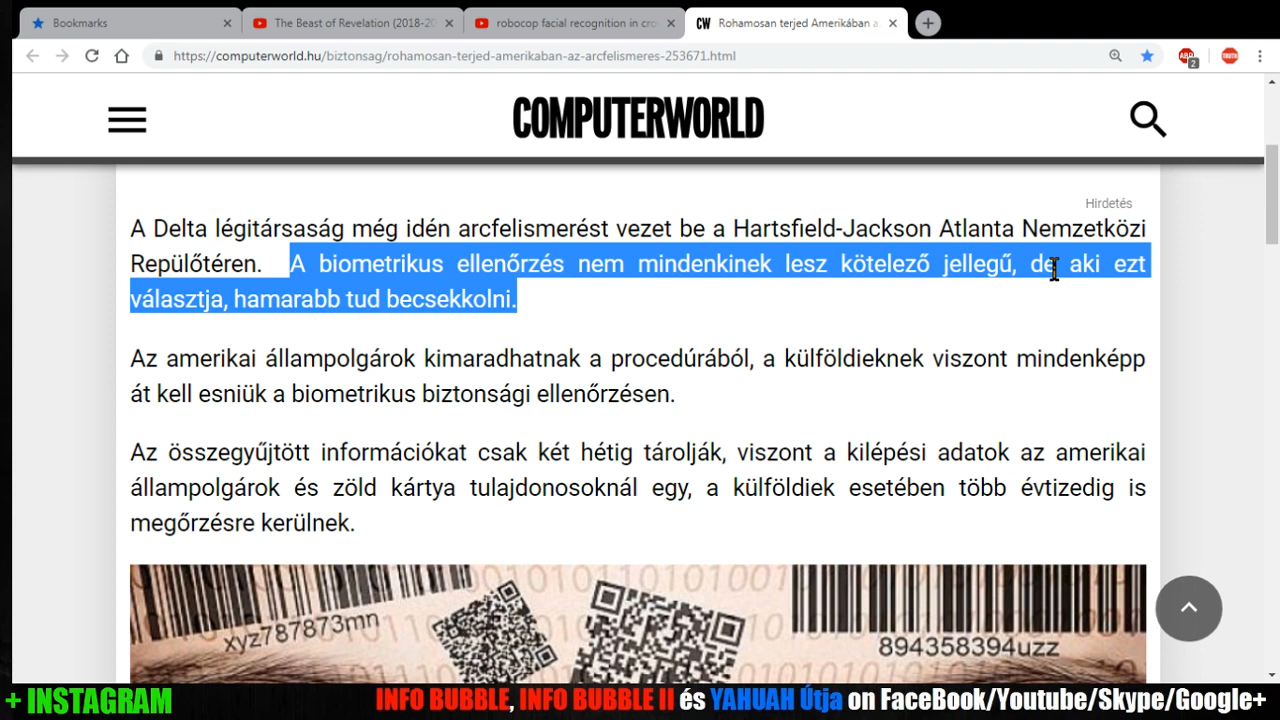 Bookmarks
The Beast of Revelation (2018-20
robocop facial recognition in cro
CW Rohamosan terjed Amerikában a
https://computerworld.hu/biztonsag/rohamosan-terjed-amerikaban-az-arcfelismeres-253671.html
ABP 2
COMPUTERWORLD
Hirdetés
A Delta légitársaság még idén arcfelismerést vezet be a Hartsfield-Jackson Atlanta Nemzetközi
Repülőtéren. A biometrikus ellenőrzés nem mindenkinek lesz kötelező jellegű, de aki ezt
választja, hamarabb tud becsekkolni.
Az amerikai állampolgárok kimaradhatnak a procedúrából, a külföldieknek viszont mindenképp
át kell esniük a biometrikus biztonsági ellenőrzésen.
Az összegyűjtött információkat csak két hétig tárolják, viszont a kilépési adatok az amerikai
állampolgárok és zöld kártya tulajdonosoknál egy, a külföldiek esetében több évtizedig is
megőrzésre kerülnek.
xyz787873mn
894358394uzz
+ INSTAGRAM
INFO BUBBLE, INFO BUBBLE II és YAHUAH Útja on FaceBook/Youtube/Skype/Google+